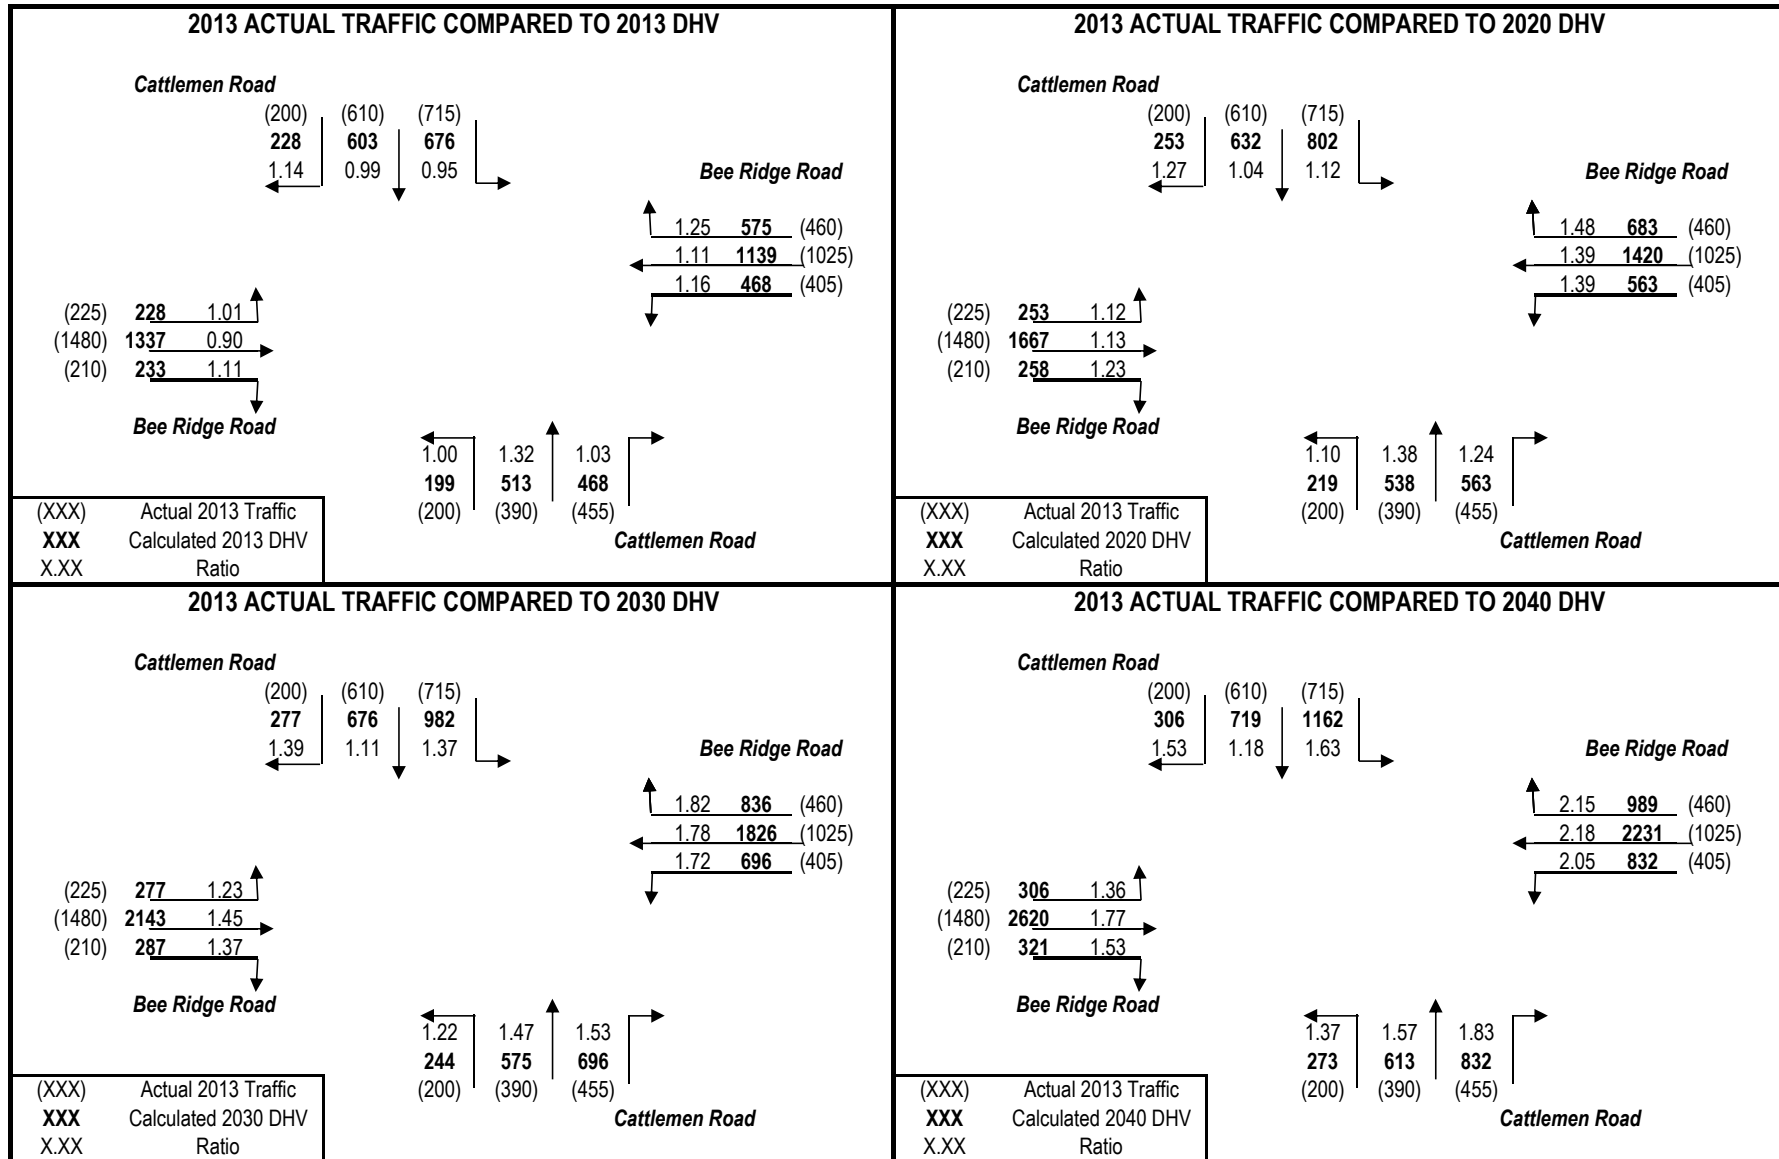 2013 ACTUAL TRAFFIC COMPARED TO 2013 DHV
Cattlemen Road
(200) (610) (715)
228 603 676
1.14 0.99 0.95
Bee Ridge Road
1.25 575 (460)
1.11 1139 (1025)
1.16 468 (405)
(225) 228 1.01
(1480) 1337 0.90
(210) 233 1.11
Bee Ridge Road
1.00 1.32 1.03
199 513 468
(200) (390) (455)
Cattlemen Road
(XXX) Actual 2013 Traffic
XXX Calculated 2013 DHV
X.XX Ratio
2013 ACTUAL TRAFFIC COMPARED TO 2020 DHV
Cattlemen Road
(200) (610) (715)
253 632 802
1.27 1.04 1.12
Bee Ridge Road
1.48 683 (460)
1.39 1420 (1025)
1.39 563 (405)
(225) 253 1.12
(1480) 1667 1.13
(210) 258 1.23
Bee Ridge Road
1.10 1.38 1.24
219 538 563
(200) (390) (455)
Cattlemen Road
(XXX) Actual 2013 Traffic
XXX Calculated 2020 DHV
X.XX Ratio
2013 ACTUAL TRAFFIC COMPARED TO 2030 DHV
Cattlemen Road
(200) (610) (715)
277 676 982
1.39 1.11 1.37
Bee Ridge Road
1.82 836 (460)
1.78 1826 (1025)
1.72 696 (405)
(225) 277 1.23
(1480) 2143 1.45
(210) 287 1.37
Bee Ridge Road
1.22 1.47 1.53
244 575 696
(200) (390) (455)
Cattlemen Road
(XXX) Actual 2013 Traffic
XXX Calculated 2030 DHV
X.XX Ratio
2013 ACTUAL TRAFFIC COMPARED TO 2040 DHV
Cattlemen Road
(200) (610) (715)
306 719 1162
1.53 1.18 1.63
Bee Ridge Road
2.15 989 (460)
2.18 2231 (1025)
2.05 832 (405)
(225) 306 1.36
(1480) 2620 1.77
(210) 321 1.53
Bee Ridge Road
1.37 1.57 1.83
273 613 832
(200) (390) (455)
Cattlemen Road
(XXX) Actual 2013 Traffic
XXX Calculated 2040 DHV
X.XX Ratio